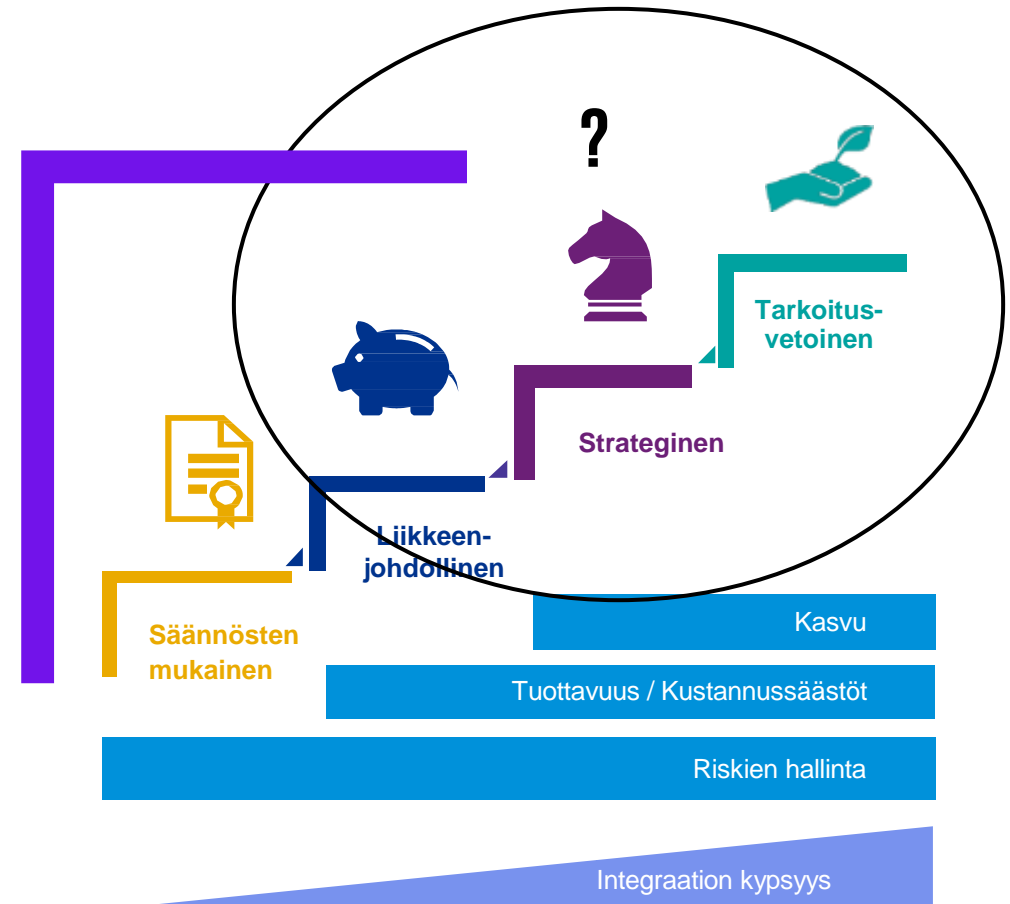 ?
Tarkoitus-
vetoinen
Strateginen
Liikkeen-
johdollinen
Säännösten
mukainen
Kasvu
Tuottavuus / Kustannussäästöt
Riskien hallinta
Integraation kypsyys